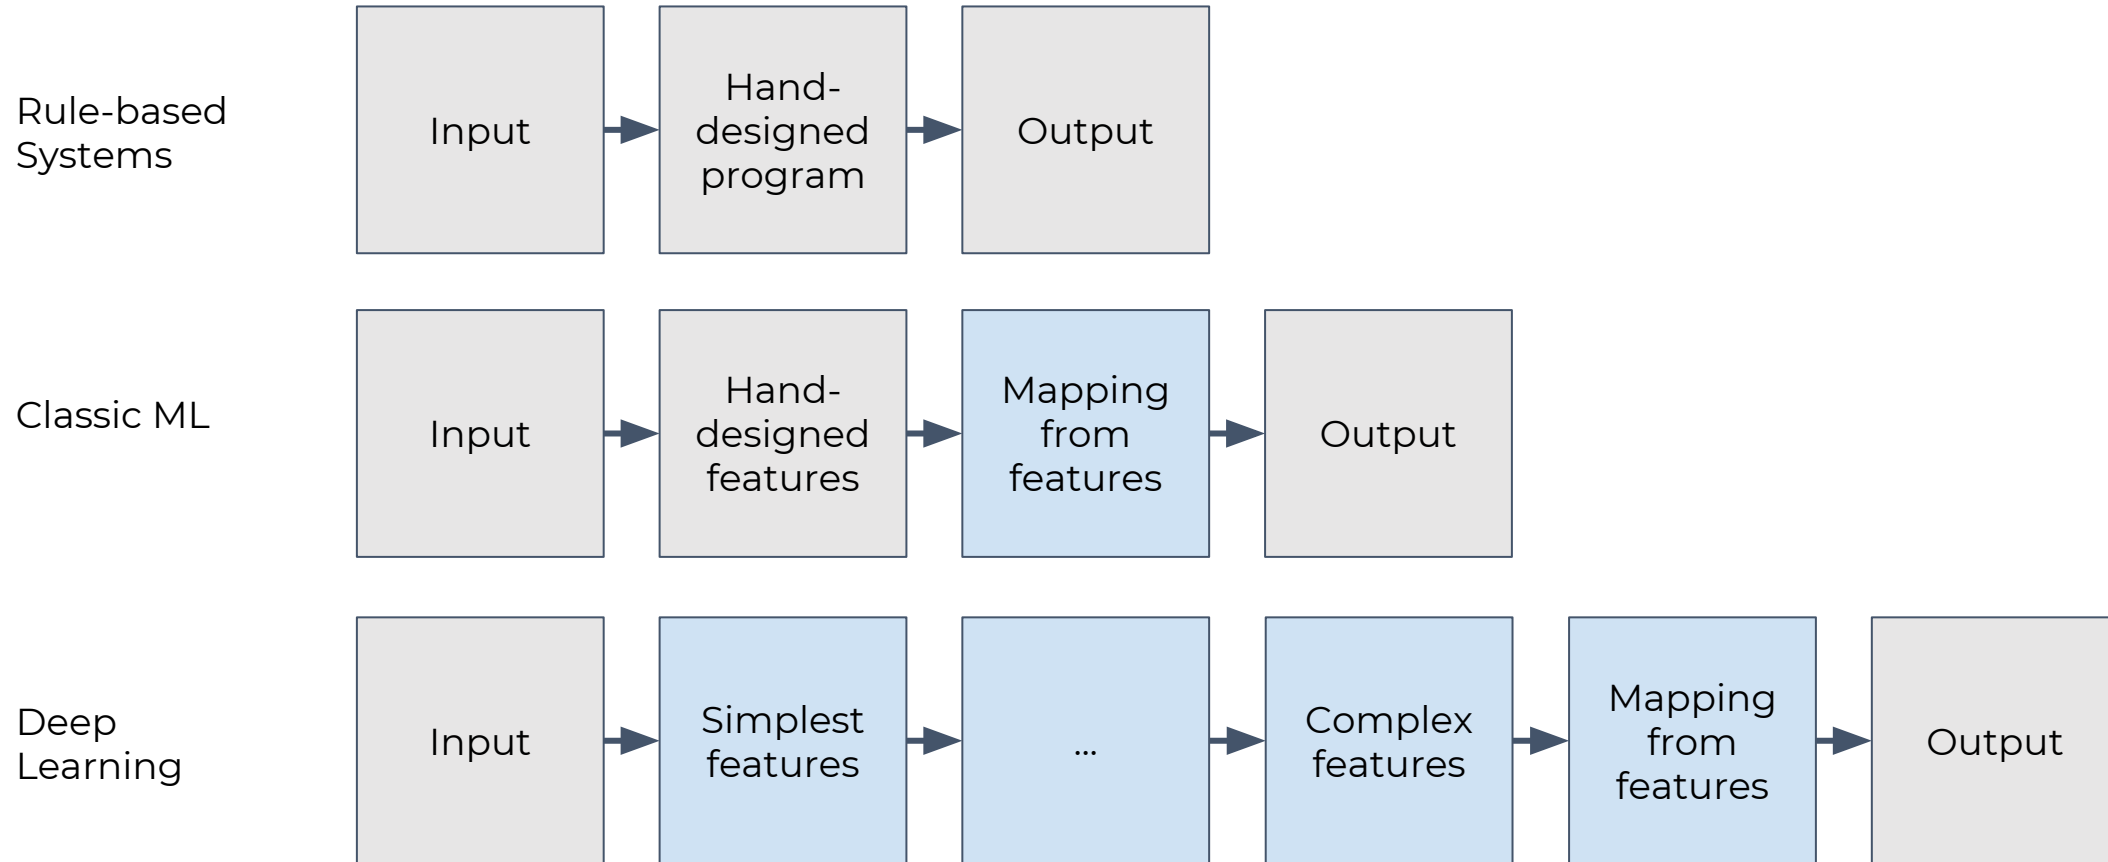 Rule-based
Systems
Input
Hand-
designed
program
Output
Classic ML
Input
Hand-
designed
features
Mapping
from
features
Output
Deep
Learning
Input
Simplest
features
...
Complex
features
Mapping
from
features
Output